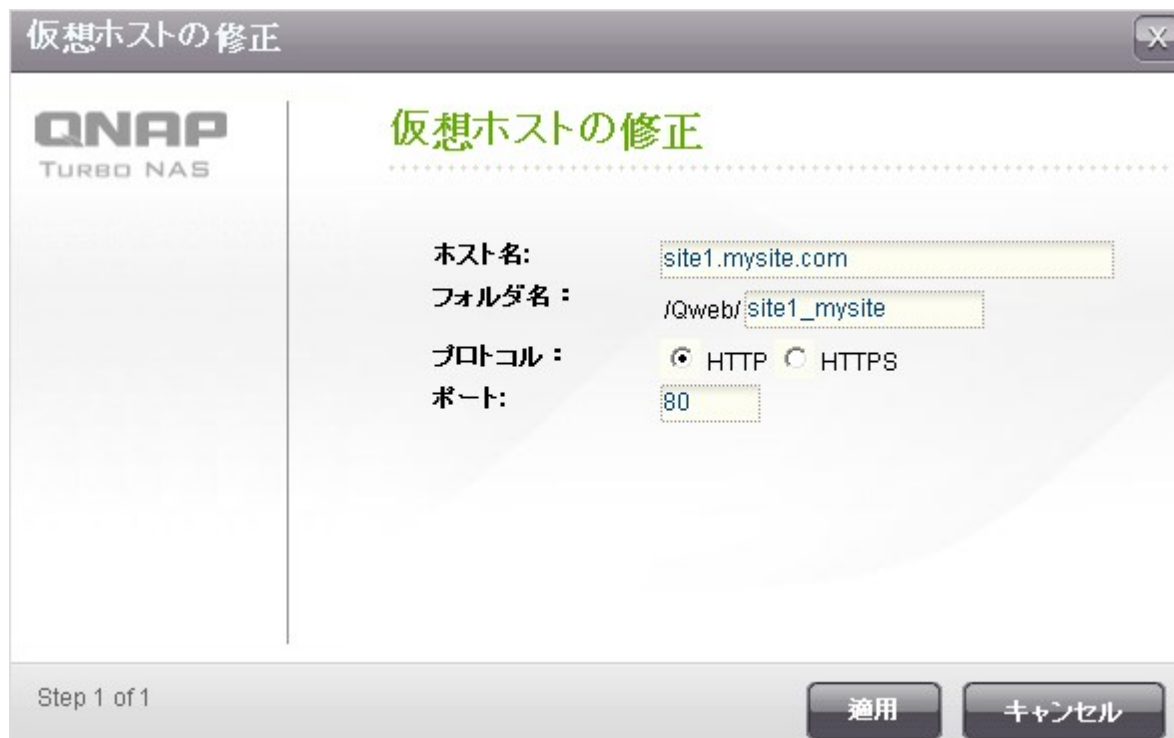 仮想ホストの修正
X
QNAP
TURBO NAS
仮想ホストの修正
ホスト名: site1.mysite.com
フォルダ名： /Qweb/ site1_mysite
プロトコル： HTTP HTTPS
ポート: 80
Step 1 of 1
適用 キャンセル